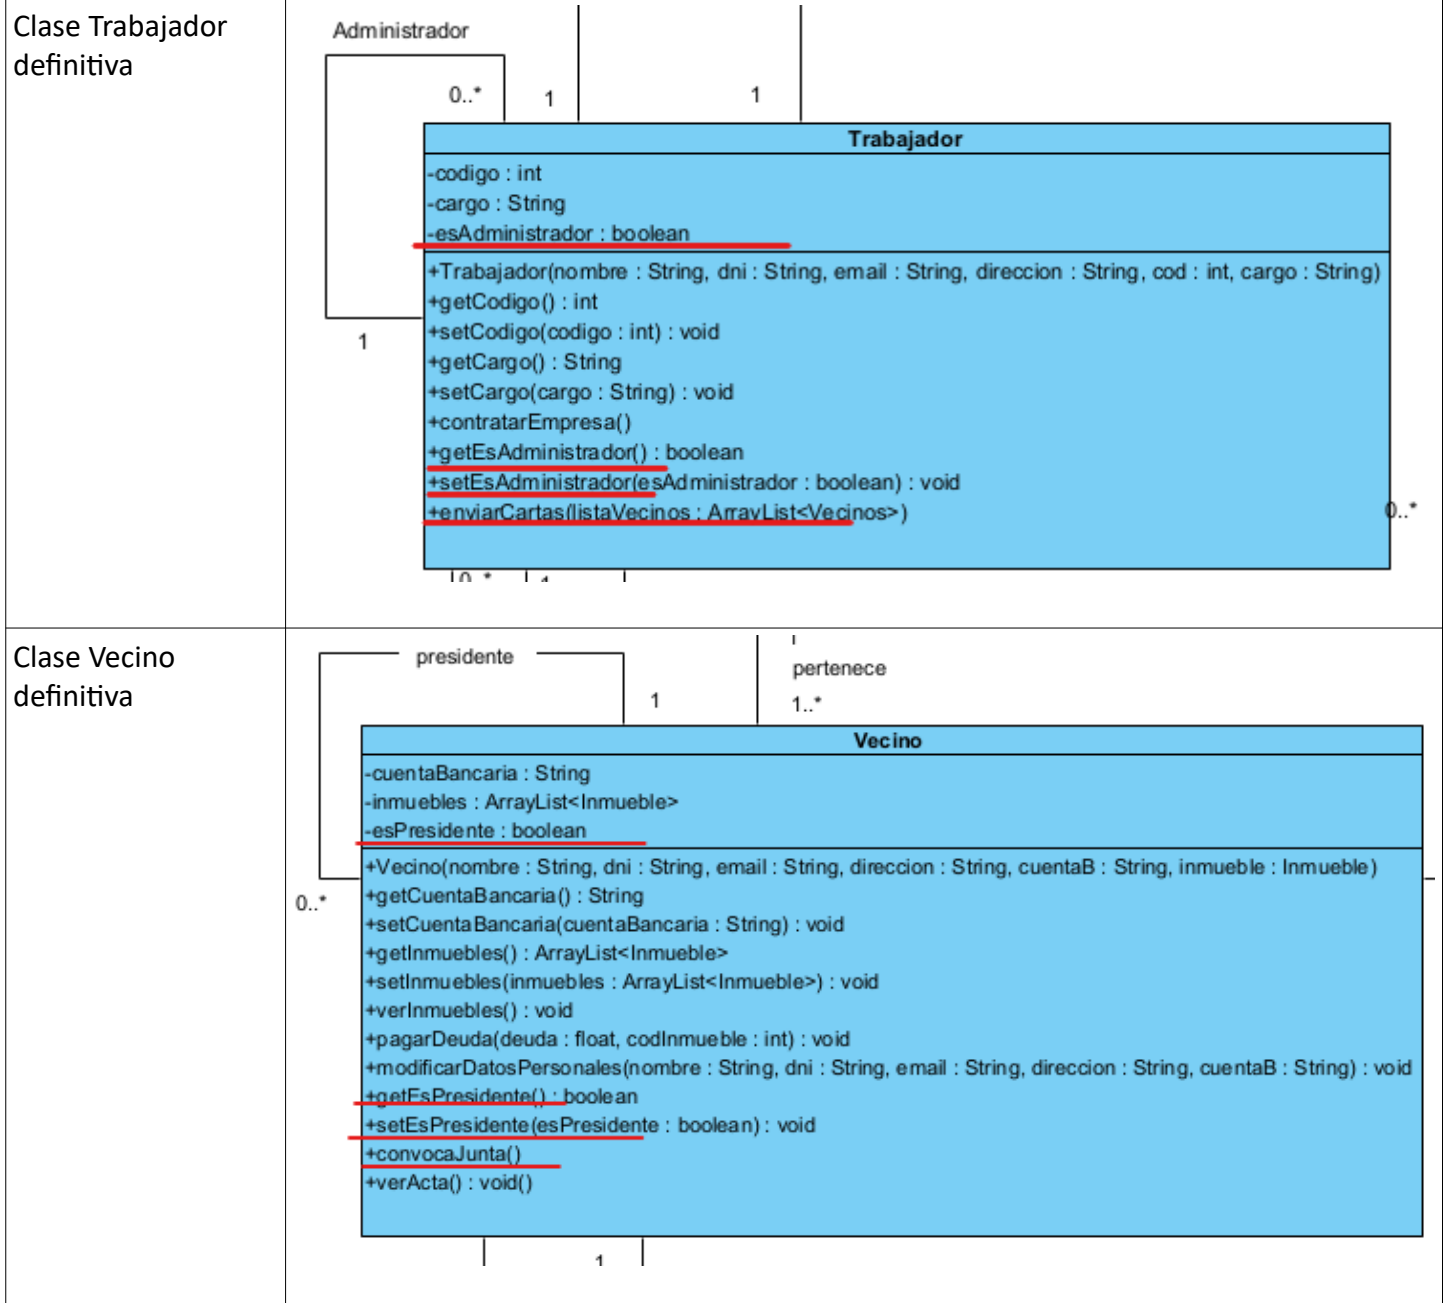 Clase Trabajador
definitiva
Administrador
0..*
1
1
Trabajador
-codigo : int
-cargo : String
-esAdministrador : boolean
+Trabajador(nombre : String, dni : String, email : String, direccion : String, cod : int, cargo : String)
+getCodigo() : int
+setCodigo(codigo : int) : void
+getCargo() : String
+setCargo(cargo : String) : void
+contratarEmpresa()
+getEsAdministrador() : boolean
+setEsAdministrador(esAdministrador : boolean) : void
+enviarCartas(listaVecinos : ArrayList<Vecinos>)
1
0..*
0..*
1
Clase Vecino
definitiva
presidente
1
pertenece
1..*
Vecino
-cuentaBancaria : String
-inmuebles : ArrayList<Inmueble>
-esPresidente : boolean
+Vecino(nombre : String, dni : String, email : String, direccion : String, cuentaB : String, inmueble : Inmueble)
+getCuentaBancaria() : String
+setCuentaBancaria(cuentaBancaria : String) : void
+getInmuebles() : ArrayList<Inmueble>
+setInmuebles(inmuebles : ArrayList<Inmueble>) : void
+verInmuebles() : void
+pagarDeuda(deuda : float, codInmueble : int) : void
+modificarDatosPersonales(nombre : String, dni : String, email : String, direccion : String, cuentaB : String) : void
+getEsPresidente() : boolean
+setEsPresidente(esPresidente : boolean) : void
+convocaJunta()
+verActa() : void()
0..*
1